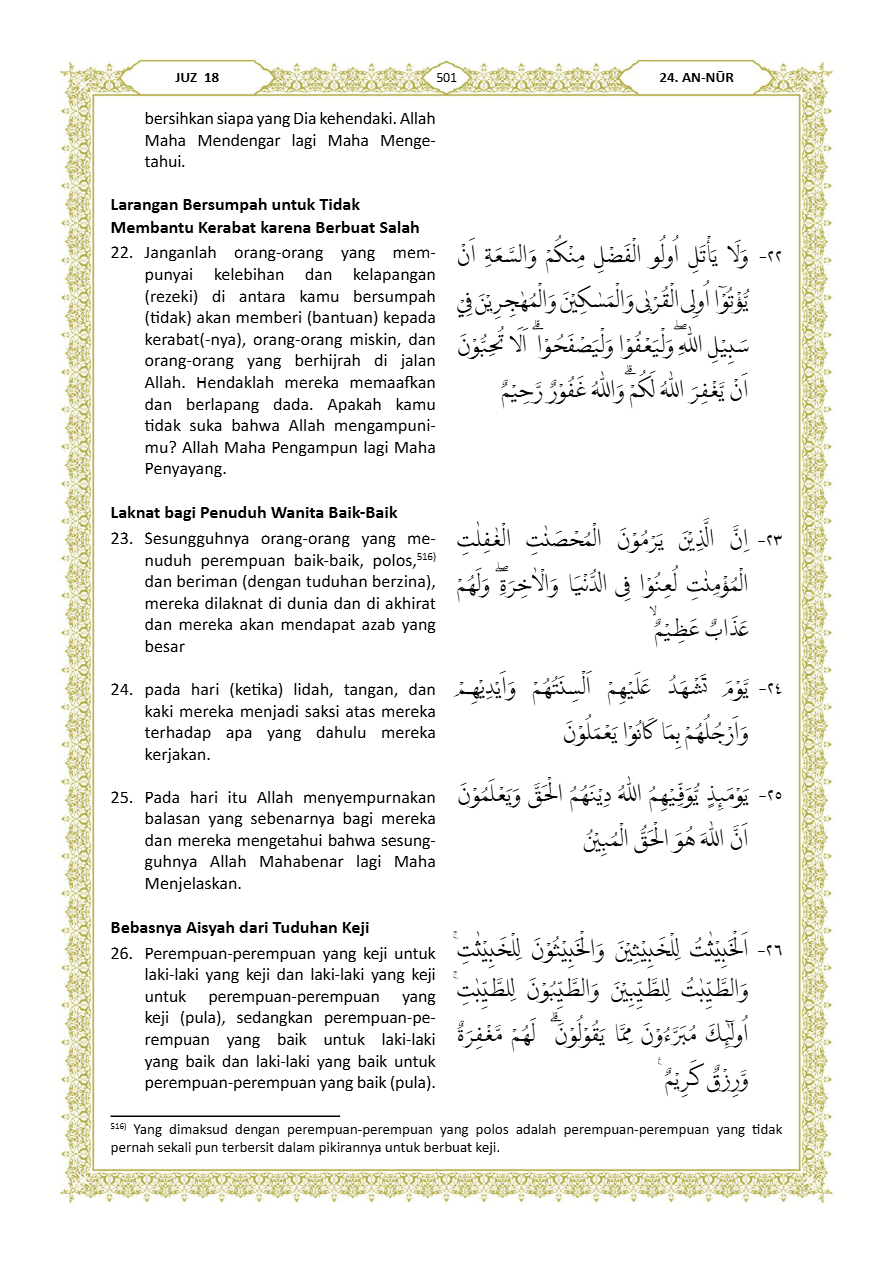 JUZ 18
501
24. AN-NŪR
bersihkan siapa yang Dia kehendaki. Allah
Maha Mendengar lagi Maha Menge-
tahui.
Larangan Bersumpah untuk Tidak
Membantu Kerabat karena Berbuat Salah
22. Janganlah orang-orang yang mem-
punyai kelebihan dan kelapangan
(rezeki) di antara kamu bersumpah
(tidak) akan memberi (bantuan) kepada
kerabat(-nya), orang-orang miskin, dan
orang-orang yang berhijrah di jalan
Allah. Hendaklah mereka memaafkan
dan berlapang dada. Apakah kamu
tidak suka bahwa Allah mengampuni-
mu? Allah Maha Pengampun lagi Maha
Penyayang.
٢٢- وَلَا يَأْتَلِ اُولُو الْفَضْلِ مِنْكُمْ وَالسَّعَةِ اَنْ
يُّؤْتُوْٓا اُولِى الْقُرْبٰى وَالْمَسٰكِيْنَ وَالْمُهٰجِرِيْنَ فِيْ
سَبِيْلِ اللّٰهِ ۖوَلْيَعْفُوْا وَلْيَصْفَحُوْاۗ اَلَا تُحِبُّوْنَ
اَنْ يَّغْفِرَ اللّٰهُ لَكُمْۗ وَاللّٰهُ غَفُوْرٌ رَّحِيْمٌ
Laknat bagi Penuduh Wanita Baik-Baik
23. Sesungguhnya orang-orang yang me-
nuduh perempuan baik-baik, polos,516)
dan beriman (dengan tuduhan berzina),
mereka dilaknat di dunia dan di akhirat
dan mereka akan mendapat azab yang
besar
٢٣- اِنَّ الَّذِيْنَ يَرْمُوْنَ الْمُحْصَنٰتِ الْغٰفِلٰتِ
الْمُؤْمِنٰتِ لُعِنُوْا فِى الدُّنْيَا وَالْاٰخِرَةِۖ وَلَهُمْ
عَذَابٌ عَظِيْمٌۙ
24. pada hari (ketika) lidah, tangan, dan
kaki mereka menjadi saksi atas mereka
terhadap apa yang dahulu mereka
kerjakan.
٢٤- يَّوْمَ تَشْهَدُ عَلَيْهِمْ اَلْسِنَتُهُمْ وَاَيْدِيْهِمْ
وَاَرْجُلُهُمْ بِمَا كَانُوْا يَعْمَلُوْنَ
25. Pada hari itu Allah menyempurnakan
balasan yang sebenarnya bagi mereka
dan mereka mengetahui bahwa sesung-
guhnya Allah Mahabenar lagi Maha
Menjelaskan.
٢٥- يَوْمَىِٕذٍ يُّوَفِّيْهِمُ اللّٰهُ دِيْنَهُمُ الْحَقَّ وَيَعْلَمُوْنَ
اَنَّ اللّٰهَ هُوَ الْحَقُّ الْمُبِيْنُ
Bebasnya Aisyah dari Tuduhan Keji
26. Perempuan-perempuan yang keji untuk
laki-laki yang keji dan laki-laki yang keji
untuk perempuan-perempuan yang
keji (pula), sedangkan perempuan-pe-
rempuan yang baik untuk laki-laki
yang baik dan laki-laki yang baik untuk
perempuan-perempuan yang baik (pula).
٢٦- اَلْخَبِيْثٰتُ لِلْخَبِيْثِيْنَ وَالْخَبِيْثُوْنَ لِلْخَبِيْثٰتِۚ
وَالطَّيِّبٰتُ لِلطَّيِّبِيْنَ وَالطَّيِّبُوْنَ لِلطَّيِّبٰتِۚ
اُولٰۤىِٕكَ مُبَرَّءُوْنَ مِمَّا يَقُوْلُوْنَۗ لَهُمْ مَّغْفِرَةٌ
وَّرِزْقٌ كَرِيْمٌ ࣖ
516) Yang dimaksud dengan perempuan-perempuan yang polos adalah perempuan-perempuan yang tidak
pernah sekali pun terbersit dalam pikirannya untuk berbuat keji.